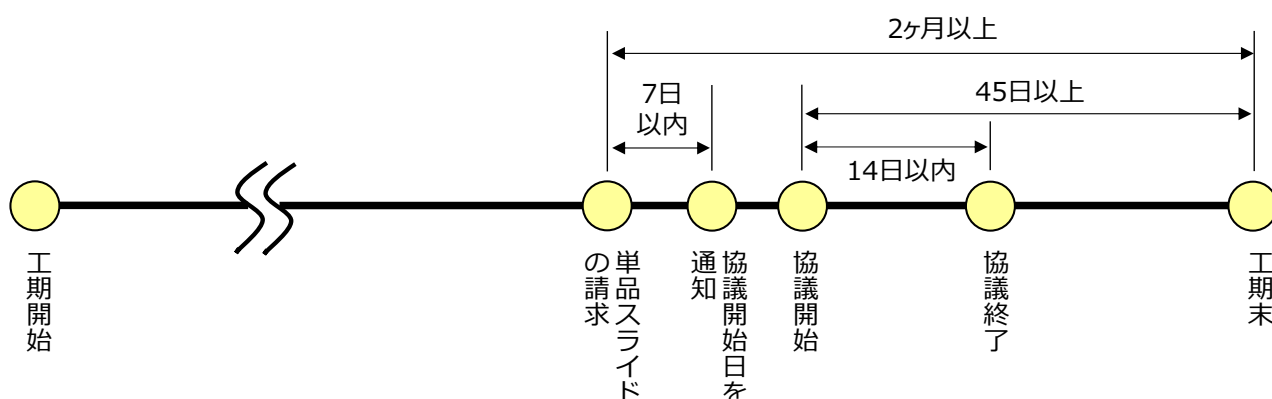 2ヶ月以上
7日
以内
45日以上
14日以内
工期開始
単品スライド
の請求
協議開始日を
通知
協議開始
協議終了
工期末